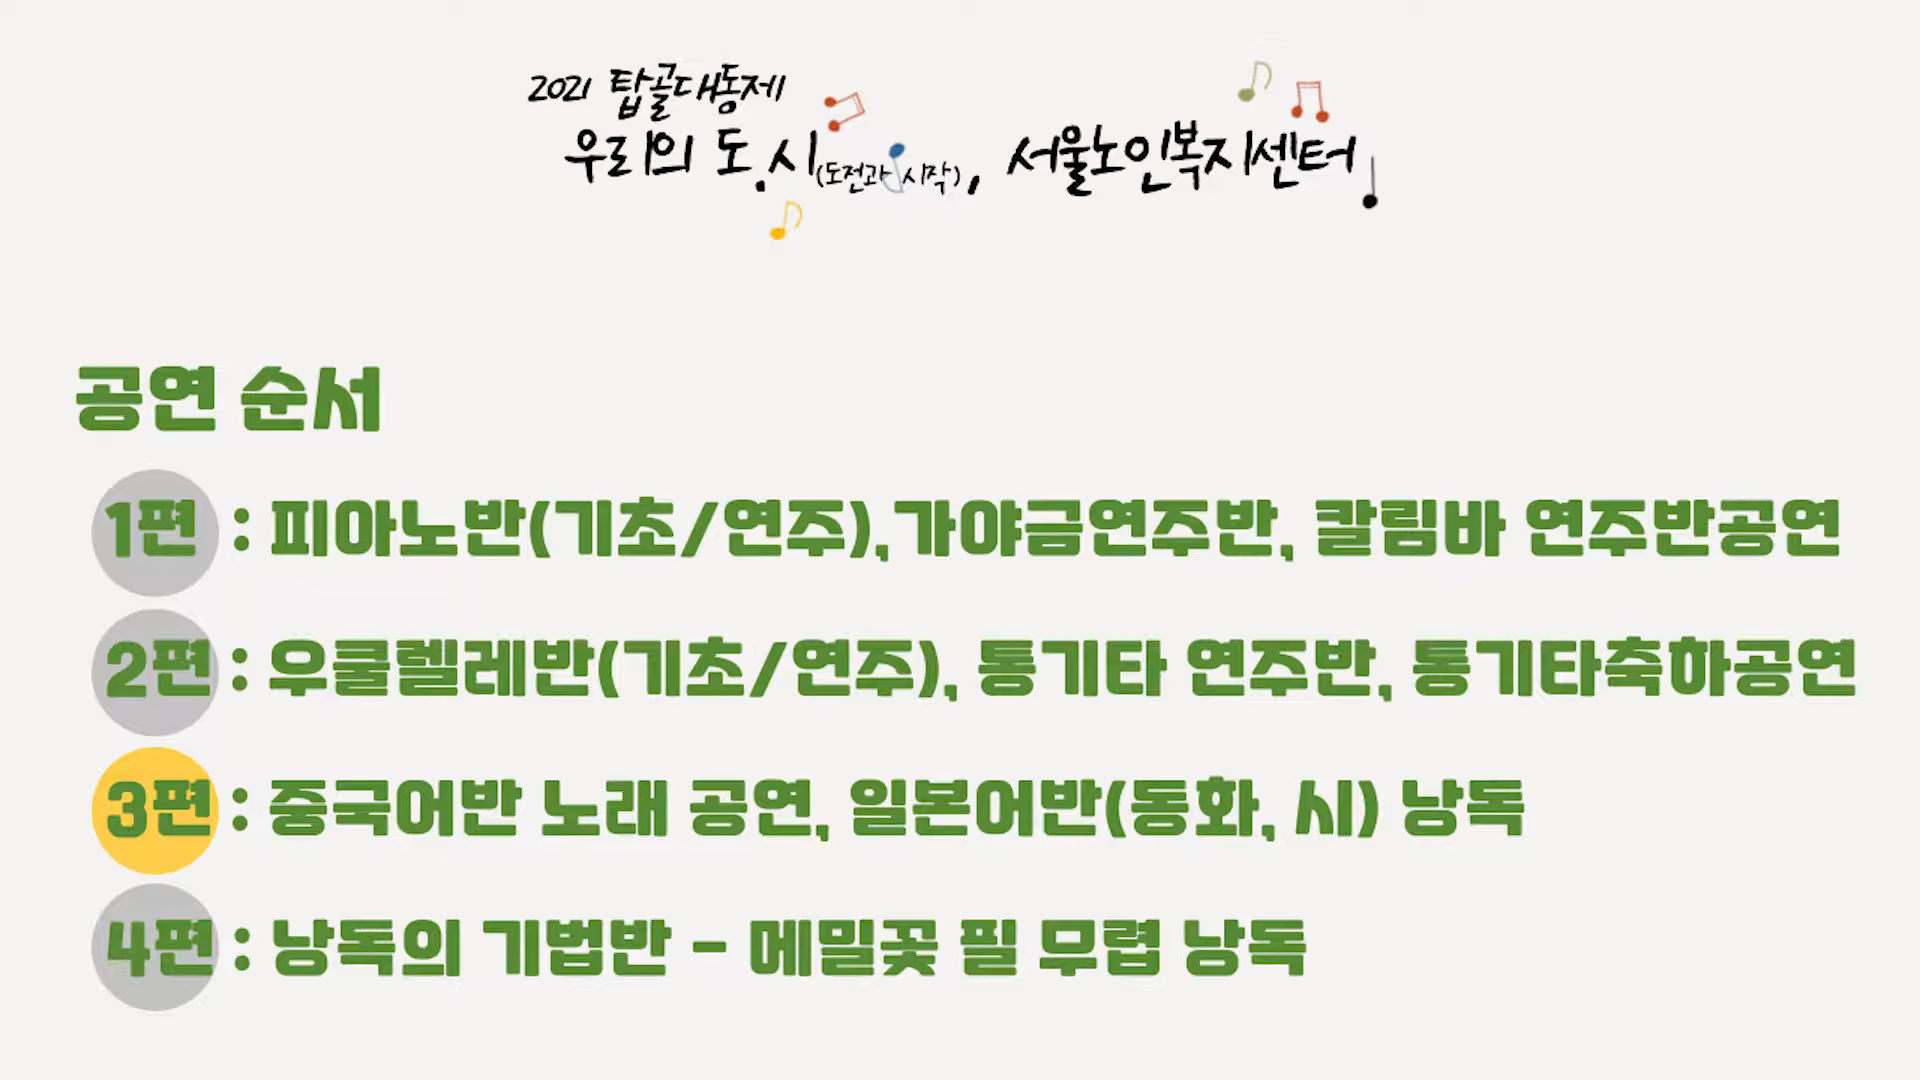 2021 탑골대동제
우리의 도.시(도전과 시작), 서울노인복지센터
공연 순서
1편 : 피아노반(기초/연주),가야금연주반, 칼림바 연주반공연
2편 : 우쿨렐레반(기초/연주), 통기타 연주반, 통기타축하공연
3편 : 중국어반 노래 공연, 일본어반(동화, 시) 낭독
4편 : 낭독의 기법반 - 메밀꽃 필 무렵 낭독